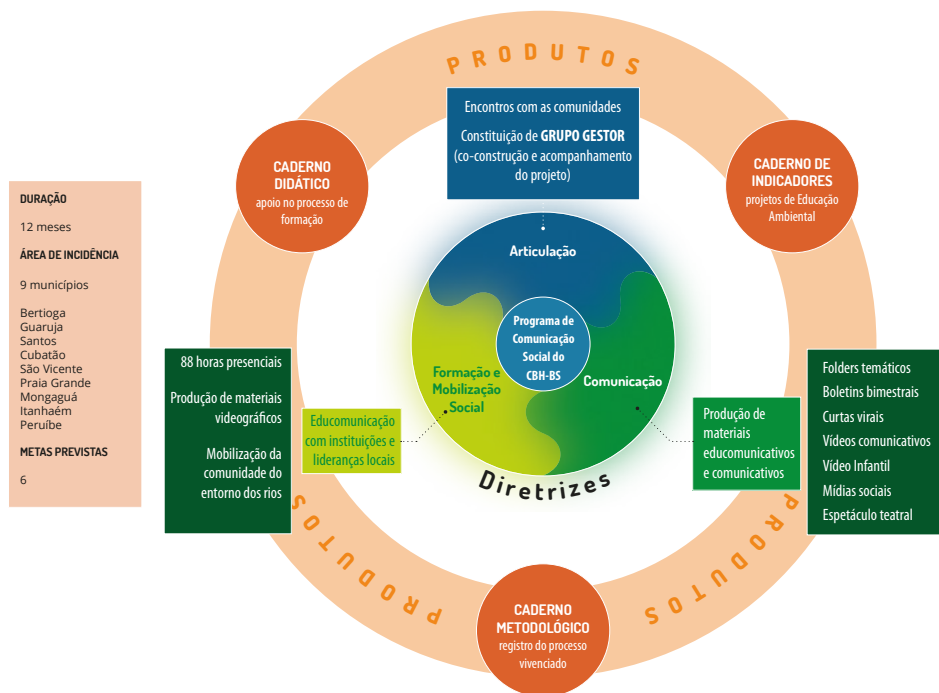 PRODUTOS
Encontros com as comunidades
Constituição de GRUPO GESTOR
(co-construção e acompanhamento
do projeto)
CADERNO
DIDÁTICO
apoio no processo de
formação
CADERNO DE
INDICADORES
projetos de Educação
Ambiental
DURAÇÃO
12 meses
ÁREA DE INCIDÊNCIA
9 municípios
Bertioga
Guaruja
Santos
Cubatão
São Vicente
Praia Grande
Mongaguá
Itanhaém
Peruíbe
METAS PREVISTAS
6
Articulação
Programa de
Comunicação
Social do
CBH-BS
Formação e
Mobilização
Social
Comunicação
Diretrizes
88 horas presenciais
Produção de materiais
videográficos
Mobilização da
comunidade do
entorno dos rios
Educomunicação
com instituições e
lideranças locais
Produção de
materiais
educomunicativos
e comunicativos
Folders temáticos
Boletins bimestrais
Curtas virais
Vídeos comunicativos
Vídeo Infantil
Mídias sociais
Espetáculo teatral
PRODUTOS
PRODUTOS
CADERNO
METODOLÓGICO
registro do processo
vivenciado